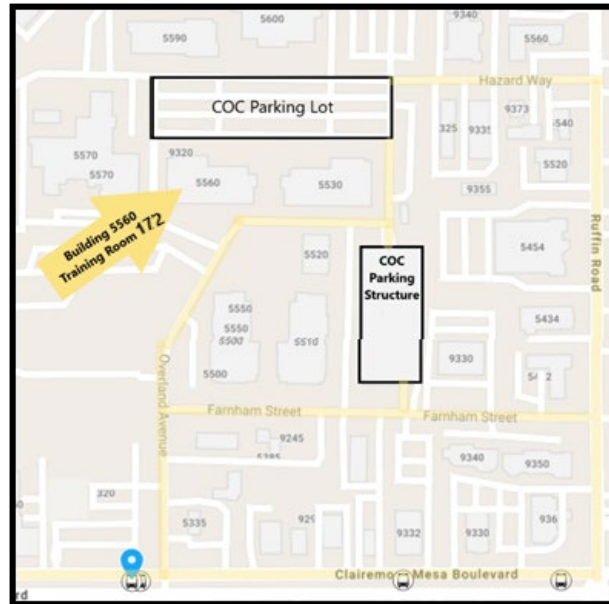 5600
9340
5590
5560
Hazard Way
COC Parking Lot
325
9335
9373
5570
5570
9320
5560
5530
9355
5520
Building 5560
Training Room 172
Ruffin Road
5520
COC
Parking
Structure
5454
5550
5550
5500
5510
5434
9330
5500
Overland Avenue
Farnham Street
Farnham Street
9245
9340
9350
320
5335
9332
9330
Mesa Boulevard